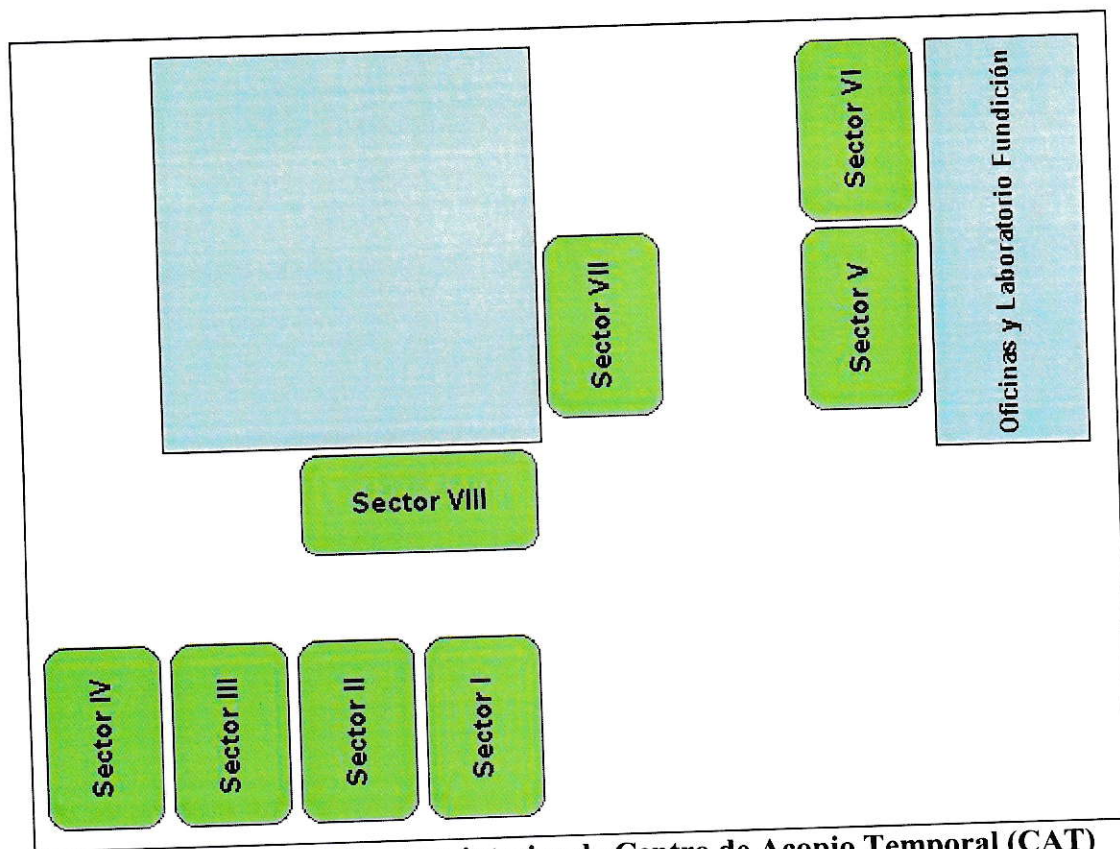 Sector VI
Oficinas y Laboratorio Fundición
Sector VII
Sector V
Sector VIII
Sector IV
Sector III
Sector II
Sector I
de Centro de Acopio Temporal (CAT)